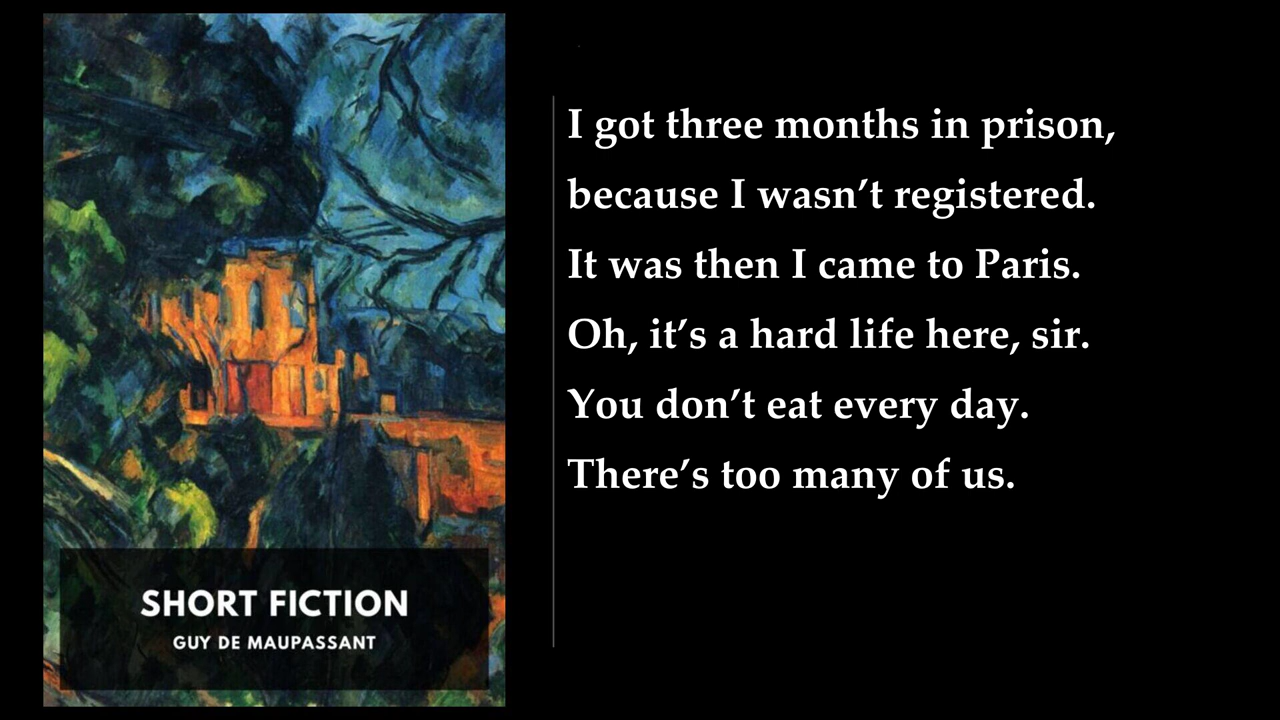 I got three months in prison,
because I wasn’t registered.
It was then I came to Paris.
Oh, it’s a hard life here, sir.
You don’t eat every day.
There’s too many of us.
SHORT FICTION
GUY DE MAUPASSANT